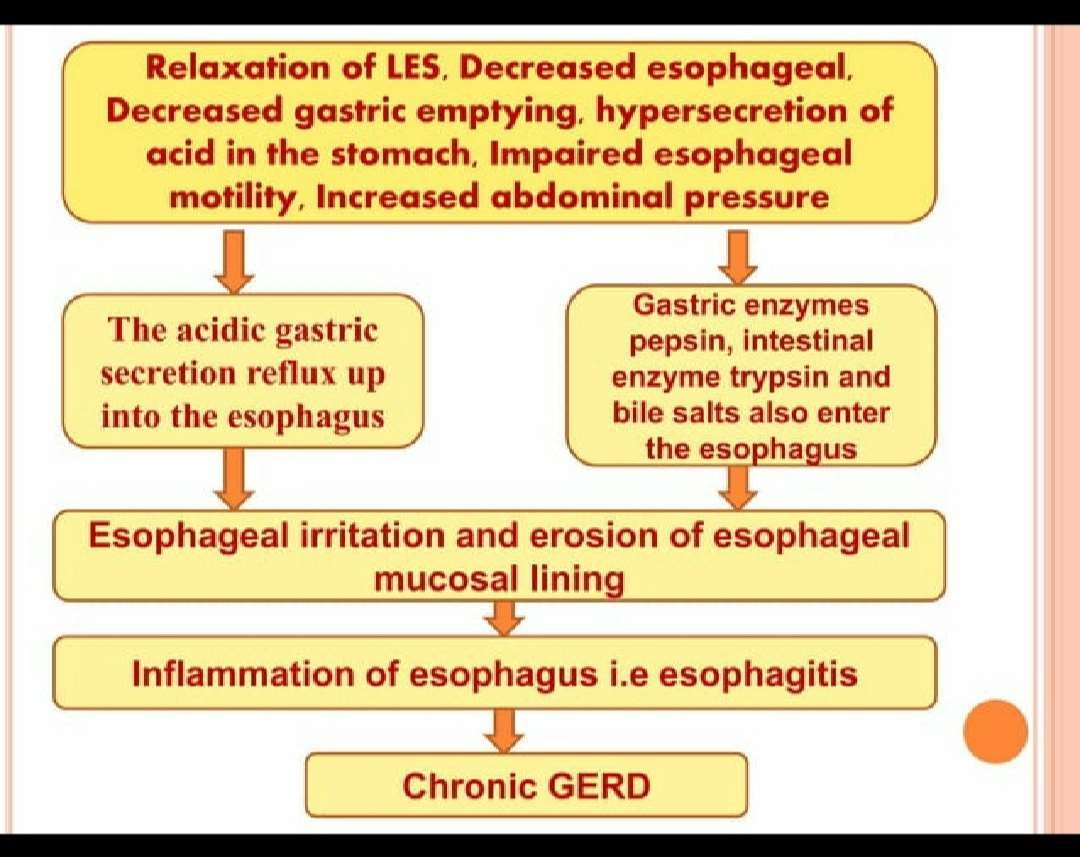 Relaxation of LES, Decreased esophageal,
Decreased gastric emptying, hypersecretion of
acid in the stomach, Impaired esophageal
motility, Increased abdominal pressure
The acidic gastric
secretion reflux up
into the esophagus
Gastric enzymes
pepsin, intestinal
enzyme trypsin and
bile salts also enter
the esophagus
Esophageal irritation and erosion of esophageal
mucosal lining
Inflammation of esophagus i.e esophagitis
Chronic GERD